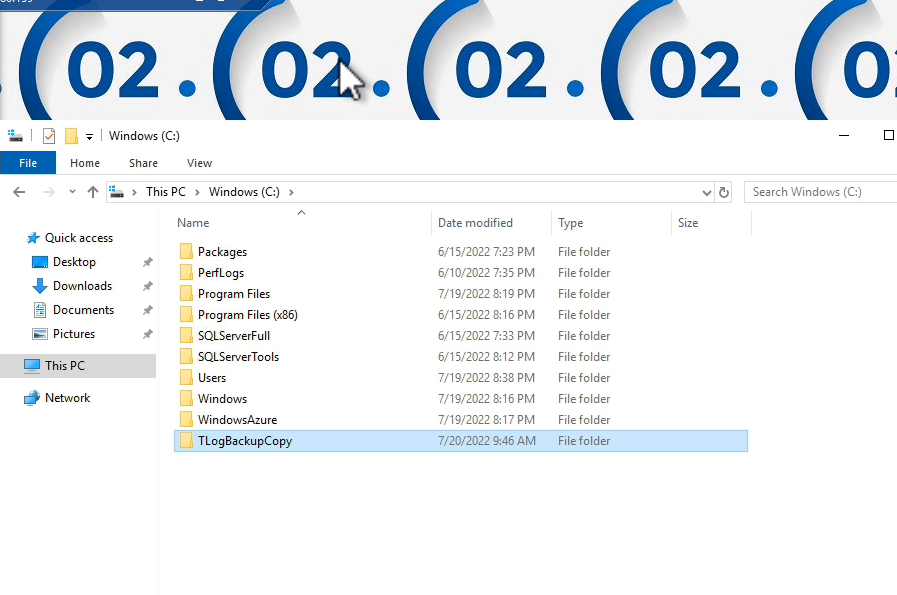 02 02 02 02 02
Windows (C:)
File Home Share View
This PC Windows (C:) Search Windows (C:)
Name Date modified Type Size
Quick access
Desktop
Downloads
Documents
Pictures
This PC
Network
Packages 6/15/2022 7:23 PM File folder
PerfLogs 6/10/2022 7:35 PM File folder
Program Files 7/19/2022 8:19 PM File folder
Program Files (x86) 6/15/2022 8:16 PM File folder
SQLServerFull 6/15/2022 7:33 PM File folder
SQLServerTools 6/15/2022 8:12 PM File folder
Users 7/19/2022 8:38 PM File folder
Windows 7/19/2022 8:16 PM File folder
WindowsAzure 7/19/2022 8:17 PM File folder
TLogBackupCopy 7/20/2022 9:46 AM File folder